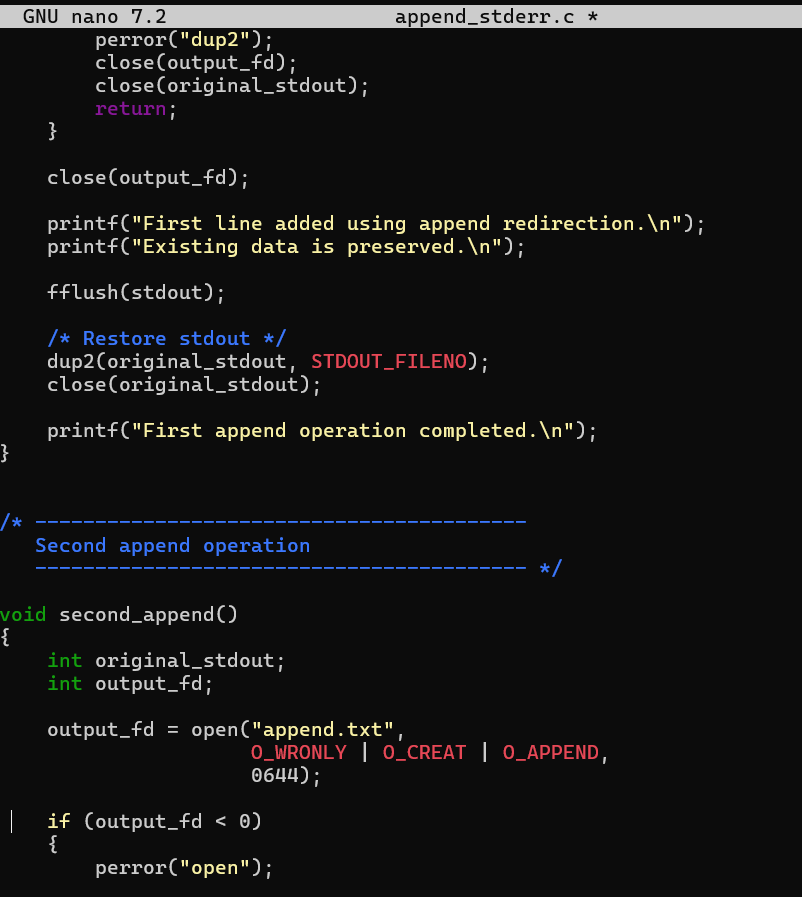 GNU nano 7.2                   append_stderr.c *
        perror("dup2");
        close(output_fd);
        close(original_stdout);
        return;
    }

    close(output_fd);

    printf("First line added using append redirection.\n");
    printf("Existing data is preserved.\n");

    fflush(stdout);

    /* Restore stdout */
    dup2(original_stdout, STDOUT_FILENO);
    close(original_stdout);

    printf("First append operation completed.\n");
}


/* -----------------------------------------
   Second append operation
   ----------------------------------------- */

void second_append()
{
    int original_stdout;
    int output_fd;

    output_fd = open("append.txt",
                     O_WRONLY | O_CREAT | O_APPEND,
                     0644);

    if (output_fd < 0)
    {
        perror("open");